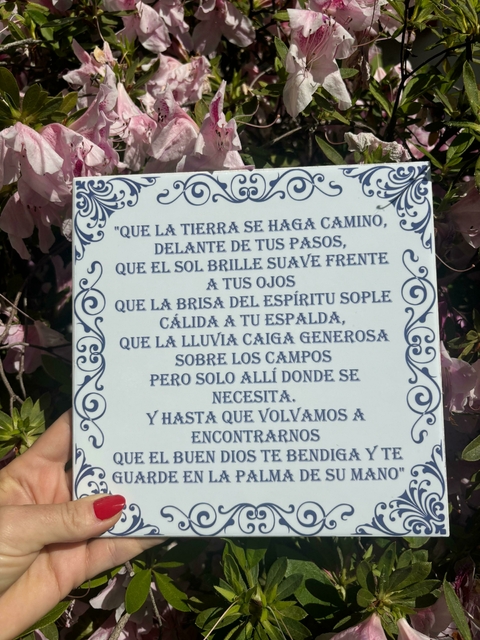 "QUE LA TIERRA SE HAGA CAMINO,
DELANTE DE TUS PASOS,
QUE EL SOL BRILLE SUAVE FRENTE
A TUS OJOS
QUE LA BRISA DEL ESPÍRITU SOPLE
CÁLIDA A TU ESPALDA,
QUE LA LLUVIA CAIGA GENEROSA
SOBRE LOS CAMPOS
PERO SOLO ALLÍ DONDE SE
NECESITA.
Y HASTA QUE VOLVAMOS A
ENCONTRARNOS
QUE EL BUEN DIOS TE BENDIGA Y TE
GUARDE EN LA PALMA DE SU MANO"